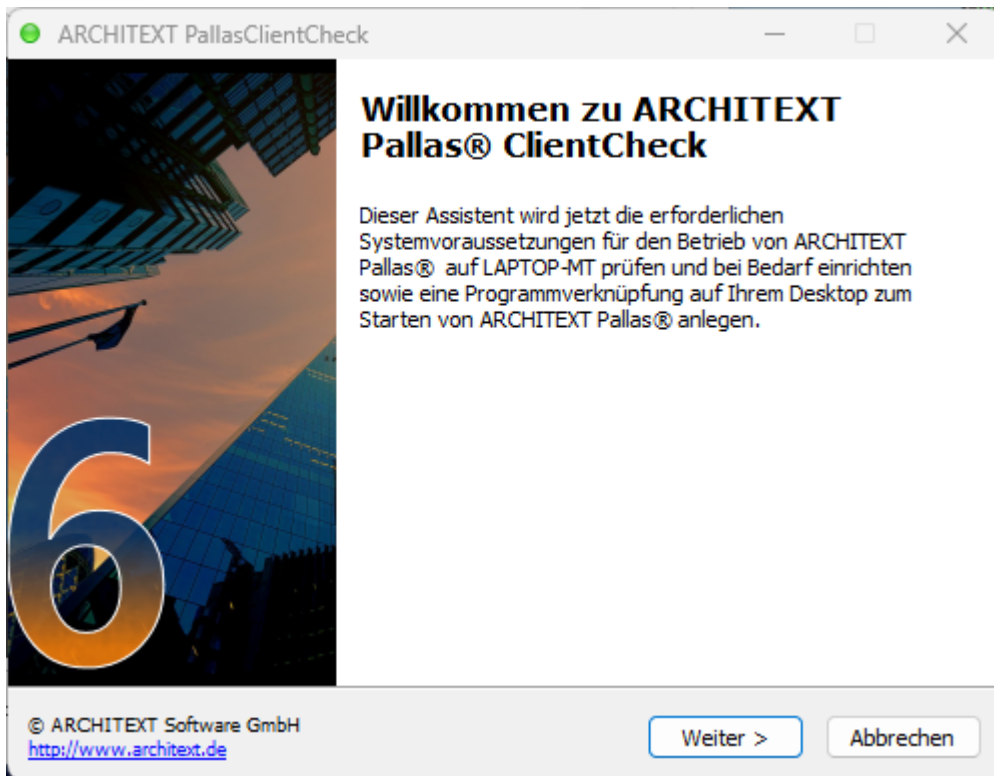 ARCHITEXT PallasClientCheck
Willkommen zu ARCHITEXT
Pallas® ClientCheck
Dieser Assistent wird jetzt die erforderlichen
Systemvoraussetzungen für den Betrieb von ARCHITEXT
Pallas®  auf LAPTOP-MT prüfen und bei Bedarf einrichten
sowie eine Programmverknüpfung auf Ihrem Desktop zum
Starten von ARCHITEXT Pallas® anlegen.
6
© ARCHITEXT Software GmbH
http://www.architext.de
Weiter >
Abbrechen